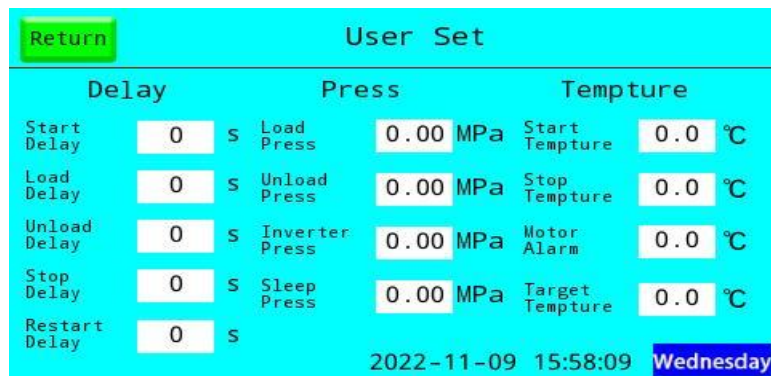 Return
User Set
Delay Press Tempture
Start Delay 0 s Load Press 0.00 MPa Start Tempture 0.0 ℃
Load Delay 0 s Unload Press 0.00 MPa Stop Tempture 0.0 ℃
Unload Delay 0 s Inverter Press 0.00 MPa Motor Alarm 0.0 ℃
Stop Delay 0 s Sleep Press 0.00 MPa Target Tempture 0.0 ℃
Restart Delay 0 s
2022-11-09 15:58:09 Wednesday